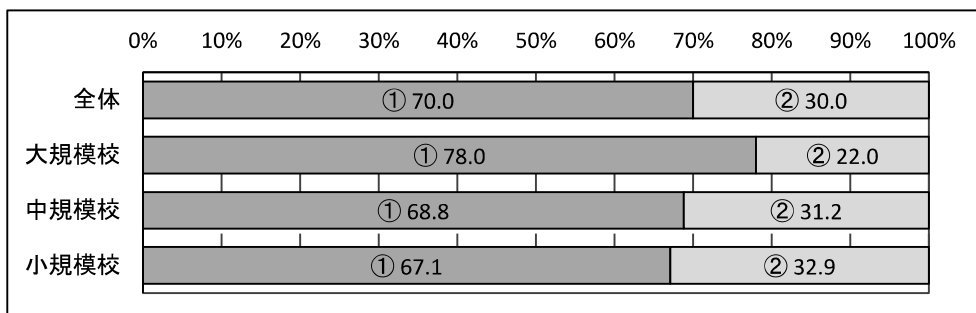 0% 10% 20% 30% 40% 50% 60% 70% 80% 90% 100%
全体 ① 70.0 ② 30.0
大規模校 ① 78.0 ② 22.0
中規模校 ① 68.8 ② 31.2
小規模校 ① 67.1 ② 32.9